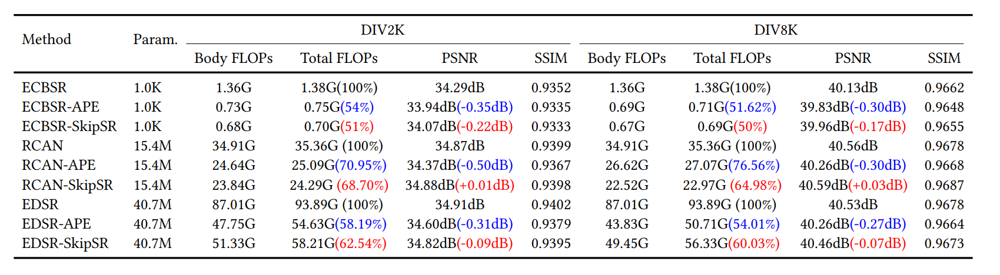 DIV2K DIV8K
Method Param.
Body FLOPs Total FLOPs PSNR SSIM Body FLOPs Total FLOPs PSNR SSIM
ECBSR 1.0K 1.36G 1.38G(100%) 34.29dB 0.9352 1.36G 1.38G(100%) 40.13dB 0.9662
ECBSR-APE 1.0K 0.73G 0.75G(54%) 33.94dB(-0.35dB) 0.9335 0.69G 0.71G(51.62%) 39.83dB(-0.30dB) 0.9648
ECBSR-SkipSR 1.0K 0.68G 0.70G(51%) 34.07dB(-0.22dB) 0.9333 0.67G 0.69G(50%) 39.96dB(-0.17dB) 0.9655
RCAN 15.4M 34.91G 35.36G (100%) 34.87dB 0.9399 34.91G 35.36G (100%) 40.56dB 0.9678
RCAN-APE 15.4M 24.64G 25.09G(70.95%) 34.37dB(-0.50dB) 0.9367 26.62G 27.07G(76.56%) 40.26dB(-0.30dB) 0.9668
RCAN-SkipSR 15.4M 23.84G 24.29G (68.70%) 34.88dB(+0.01dB) 0.9398 22.52G 22.97G (64.98%) 40.59dB(+0.03dB) 0.9687
EDSR 40.7M 87.01G 93.89G (100%) 34.91dB 0.9402 87.01G 93.89G (100%) 40.53dB 0.9678
EDSR-APE 40.7M 47.75G 54.63G(58.19%) 34.60dB(-0.31dB) 0.9379 43.83G 50.71G(54.01%) 40.26dB(-0.27dB) 0.9664
EDSR-SkipSR 40.7M 51.33G 58.21G(62.54%) 34.82dB(-0.09dB) 0.9395 49.45G 56.33G(60.03%) 40.46dB(-0.07dB) 0.9673